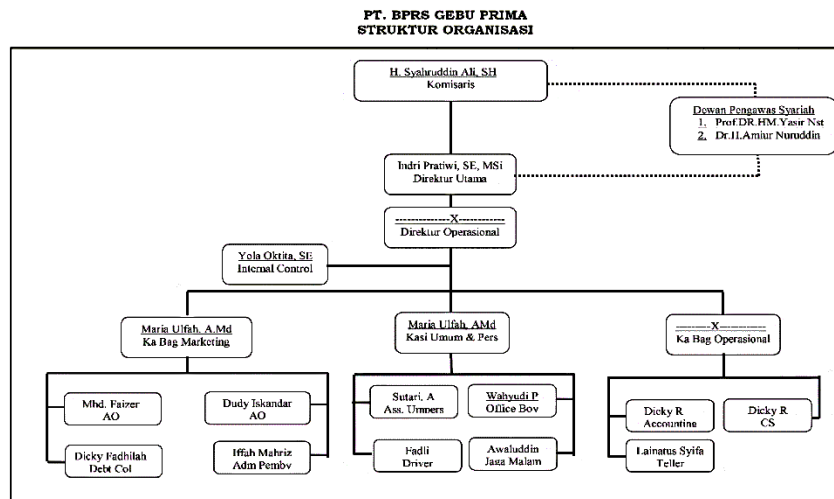 PT. BPRS GEBU PRIMA
STRUKTUR ORGANISASI
H. Syahruddin Ali, SH
Komisaris
Dewan Pengawas Syariah
1. Prof.DR.HM.Yasir Nst
2. Dr.H.Amiur Nuruddin
Indri Pratiwi, SE, MSi
Direktur Utama
---------------X-------------
Direktur Operasional
Yola Oktita, SE
Internal Control
Maria Ulfah, A.Md
Ka Bag Marketing
Maria Ulfah, AMd
Kasi Umum & Pers
---------X-------------
Ka Bag Operasional
Mhd. Faizer
AO
Dudy Iskandar
AO
Sutari, A
Ass. Umpers
Wahyudi P
Office Boy
Dicky R
Accounting
Dicky R
CS
Dicky Fadhilah
Debt Col
Iffah Mahriz
Adm Pemby
Fadli
Driver
Awaluddin
Jaga Malam
Lainatus Syifa
Teller